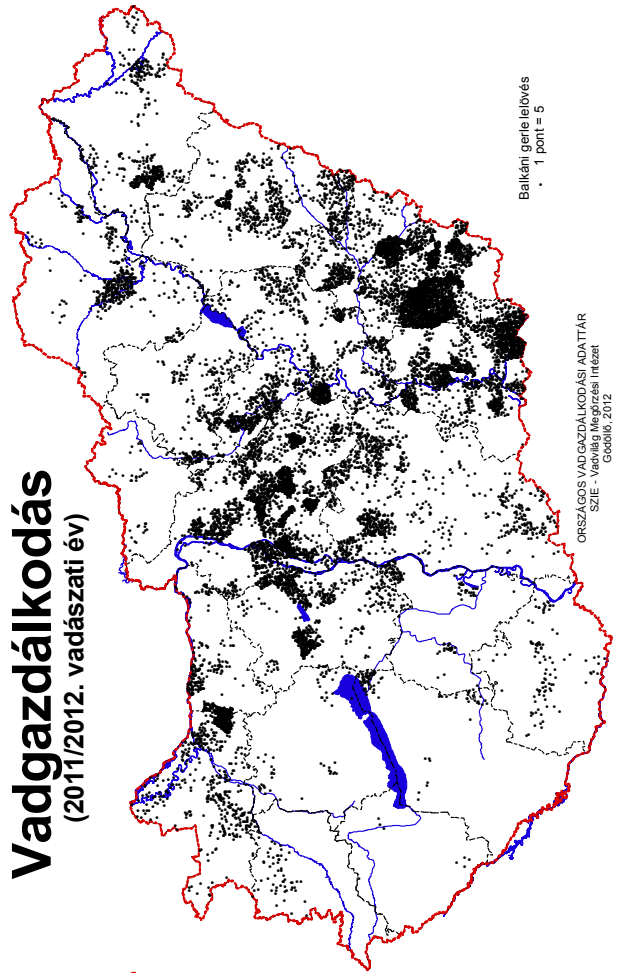 Vadgazdálkodás
(2011/2012. vadászati év)
Balkáni gerle lelövés
• 1 pont = 5
ORSZÁGOS VADGAZDÁLKODÁSI ADATTÁR
SZIE - Vadvilág Megőrzési Intézet
Gödöllő, 2012